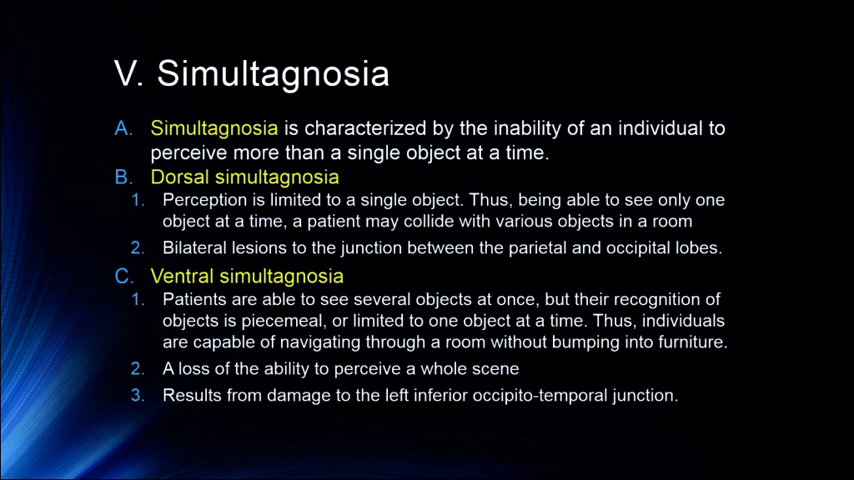 V. Simultagnosia
A. Simultagnosia is characterized by the inability of an individual to
perceive more than a single object at a time.
B. Dorsal simultagnosia
1. Perception is limited to a single object. Thus, being able to see only one
object at a time, a patient may collide with various objects in a room
2. Bilateral lesions to the junction between the parietal and occipital lobes.
C. Ventral simultagnosia
1. Patients are able to see several objects at once, but their recognition of
objects is piecemeal, or limited to one object at a time. Thus, individuals
are capable of navigating through a room without bumping into furniture.
2. A loss of the ability to perceive a whole scene
3. Results from damage to the left inferior occipito-temporal junction.